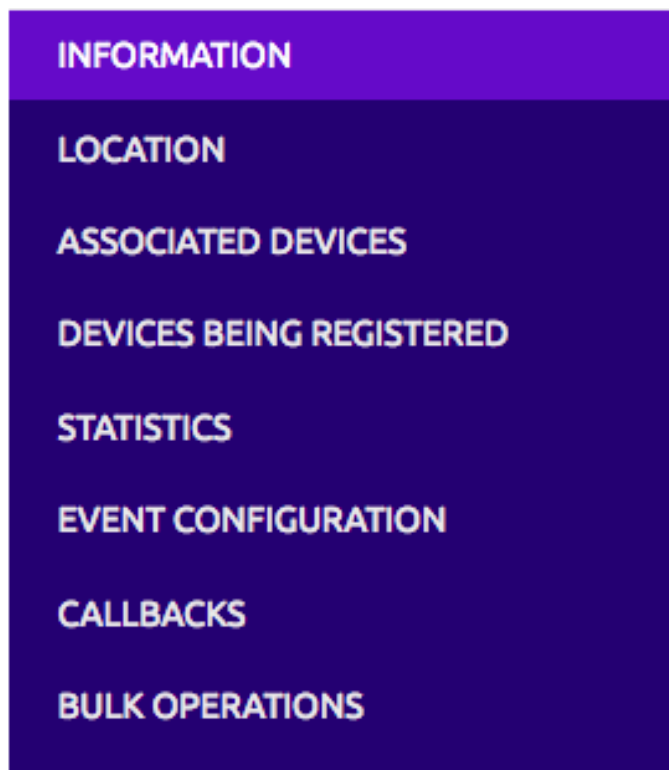 INFORMATION
LOCATION
ASSOCIATED DEVICES
DEVICES BEING REGISTERED
STATISTICS
EVENT CONFIGURATION
CALLBACKS
BULK OPERATIONS